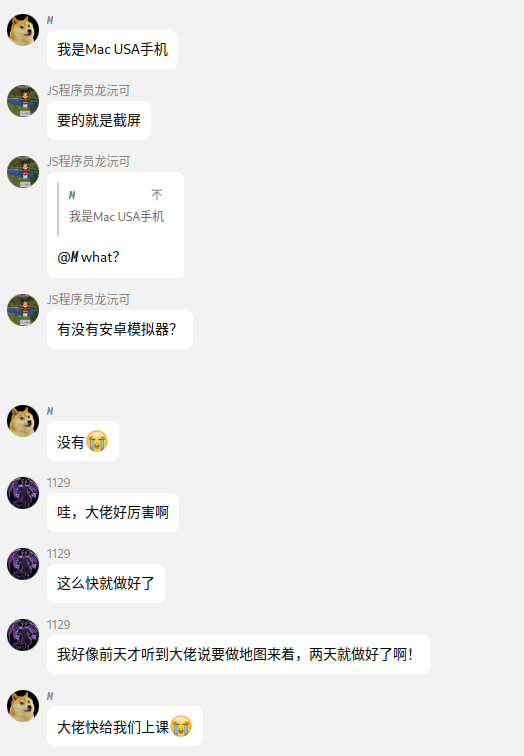 M
我是Mac USA手机
JS程序员龙沅可
要的就是截屏
JS程序员龙沅可
M 不
我是Mac USA手机
@M what?
JS程序员龙沅可
有没有安卓模拟器?
M
没有😭
1129
哇，大佬好厉害啊
1129
这么快就做好了
1129
我好像前天才听到大佬说要做地图来着，两天就做好了啊！
M
大佬快给我们上课😭